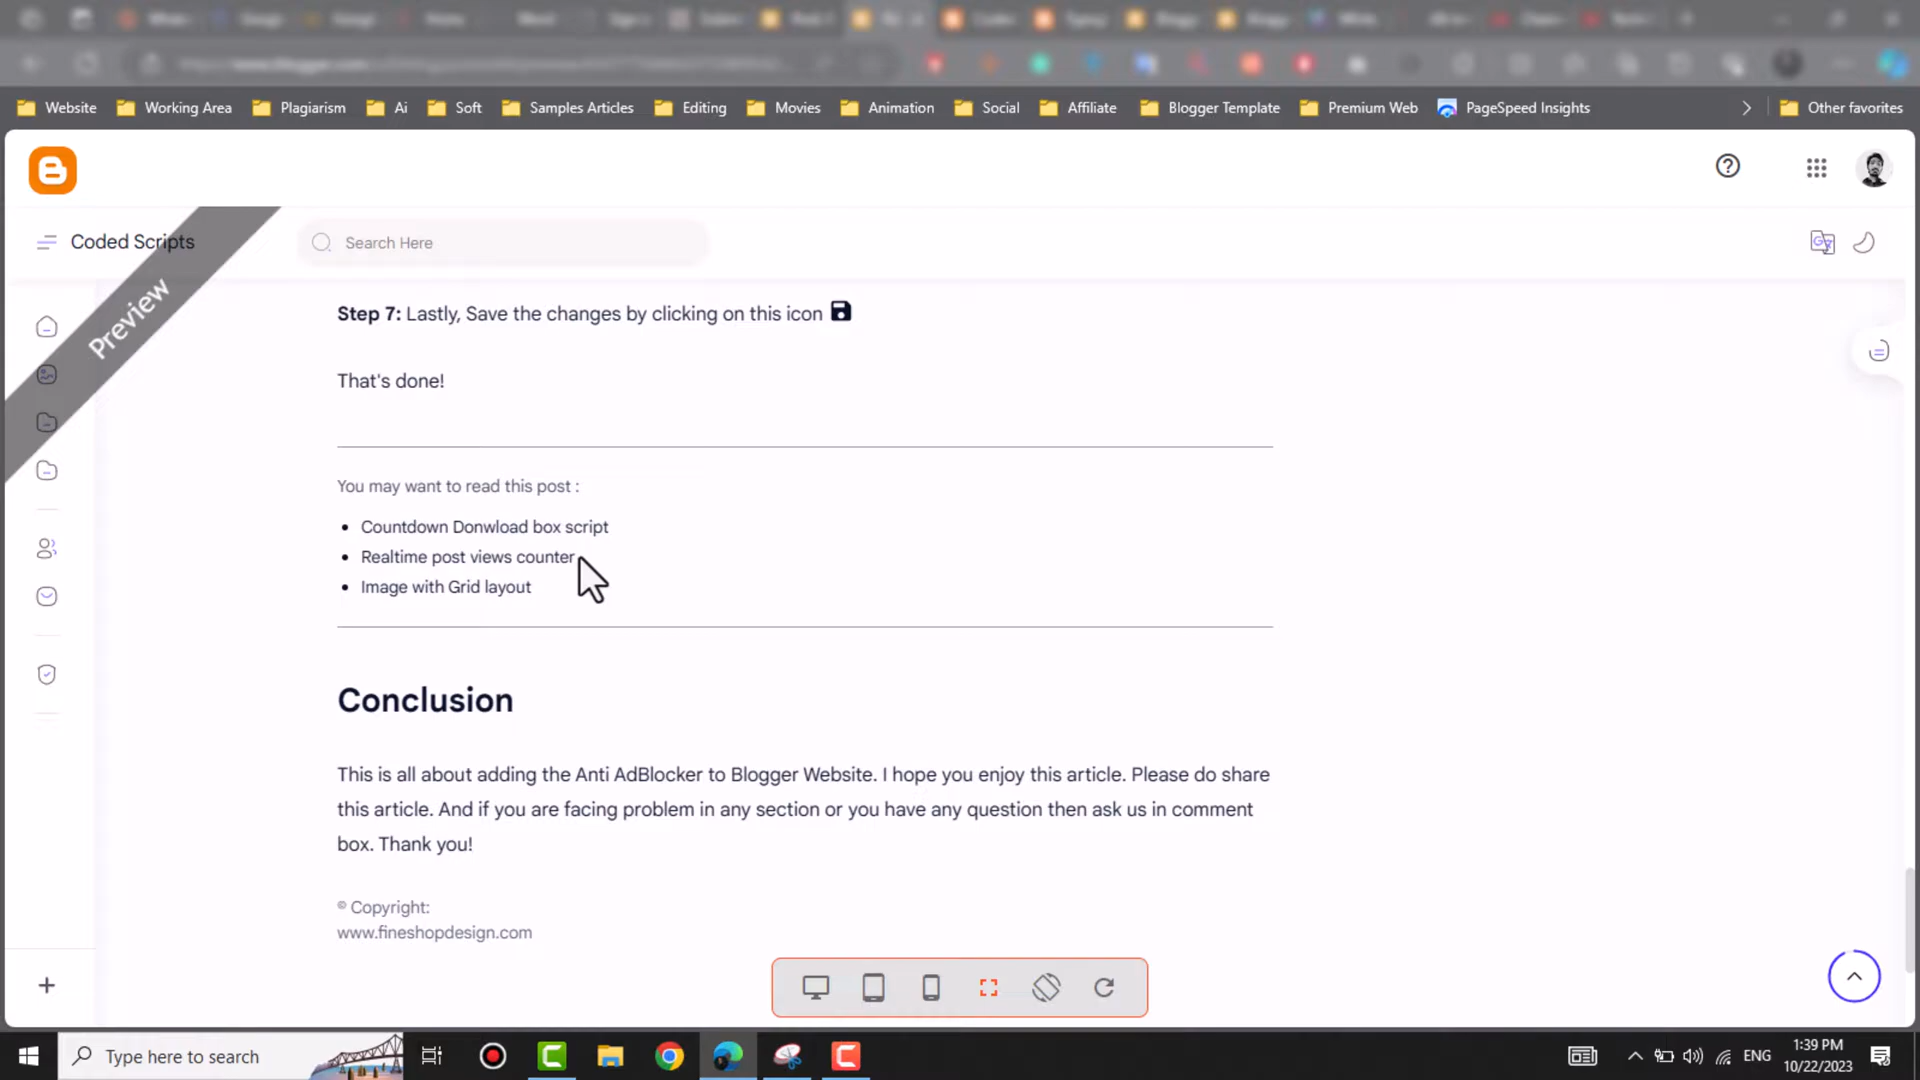 Website Working Area Plagiarism Ai Soft Samples Articles Editing Movies Animation Social Affiliate Blogger Template Premium Web PageSpeed Insights Other favorites
Coded Scripts
Search Here
Preview
Step 7: Lastly, Save the changes by clicking on this icon
That's done!
You may want to read this post :
Countdown Donwload box script
Realtime post views counter
Image with Grid layout
Conclusion
This is all about adding the Anti AdBlocker to Blogger Website. I hope you enjoy this article. Please do share
this article. And if you are facing problem in any section or you have any question then ask us in comment
box. Thank you!
© Copyright:
www.fineshopdesign.com
Type here to search
ENG
1:39 PM
10/22/2023